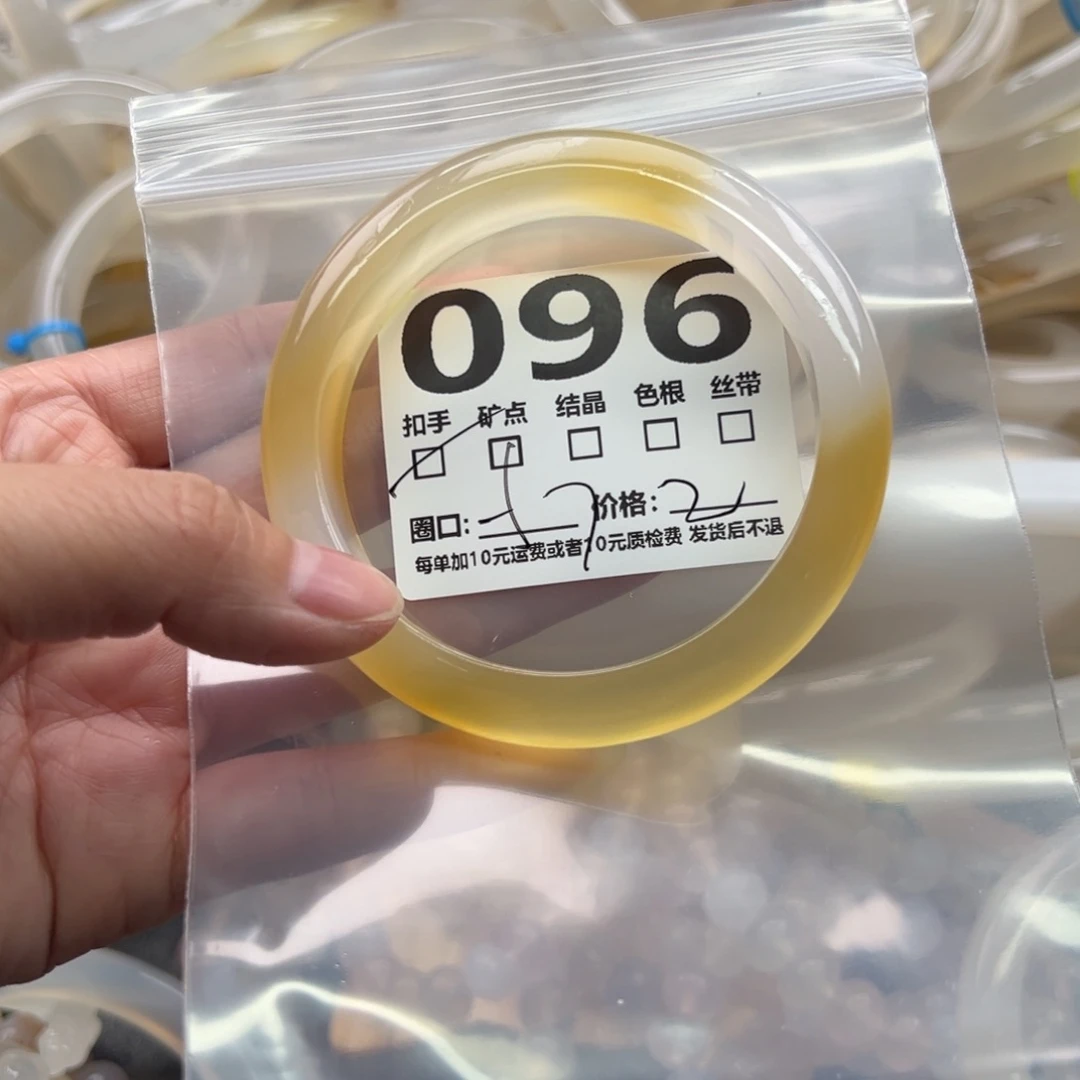 096
扣手 矿点 结晶 色根 丝带
圈口: 价格:
每单加10元运费或者10元质检费 发货后不退